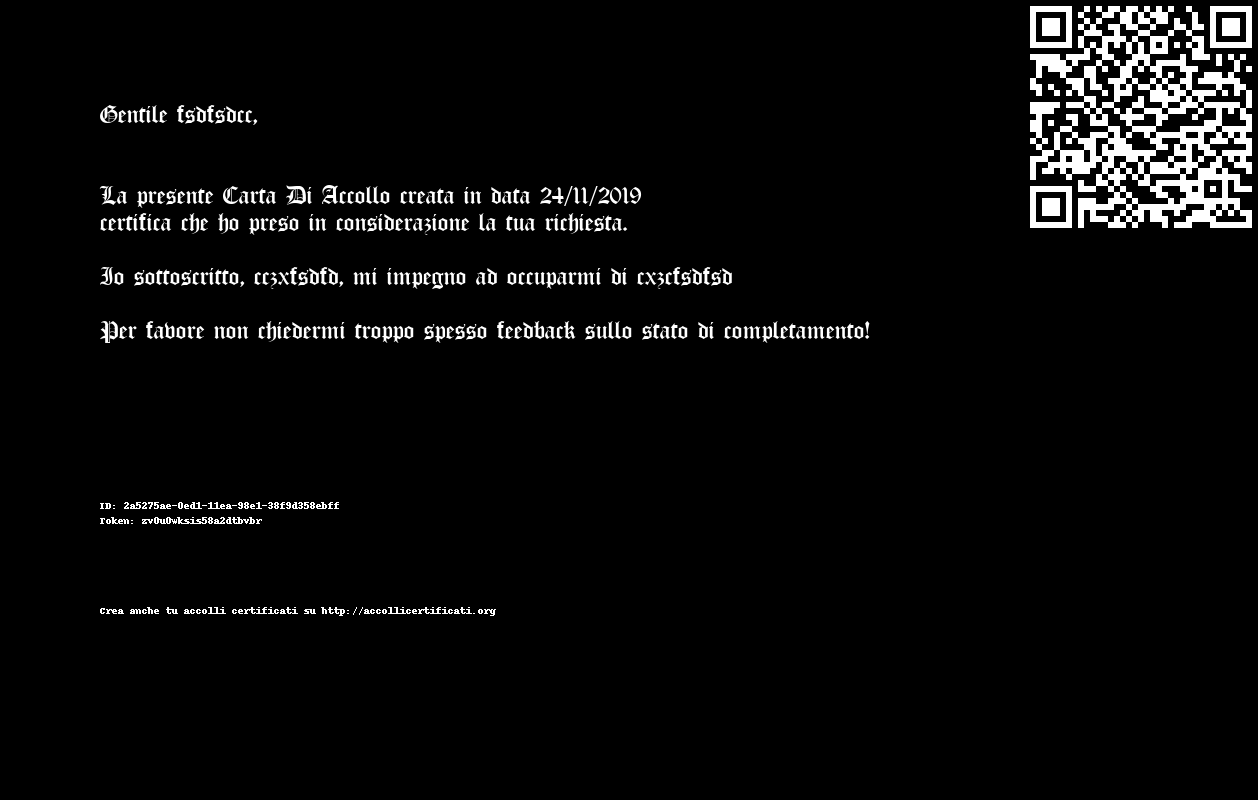 Gentile fsdfsdcc,
La presente Carta Di Accollo creata in data 24/11/2019
certifica che ho preso in considerazione la tua richiesta.
Io sottoscritto, cczxfsdfd, mi impegno ad occuparmi di cxzcfsdfsd
Per favore non chiedermi troppo spesso feedback sullo stato di completamento!
ID: 2a5275ae-0ed1-11ea-98e1-38f9d358ebff
Token: zv0u0wksis58a2dtbvbr
Crea anche tu accolli certificati su http://accollicertificati.org